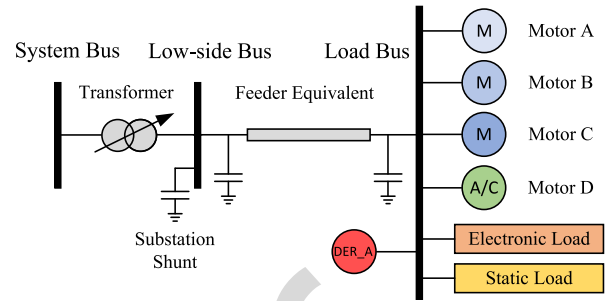 System Bus
Low-side Bus
Load Bus
Transformer
Feeder Equivalent
Substation
Shunt
M
Motor A
M
Motor B
M
Motor C
A/C
Motor D
DER_A
Electronic Load
Static Load